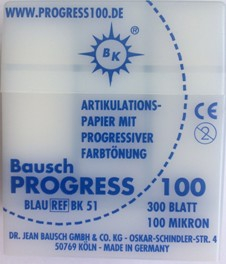 WWW.PROGRESS100.DE
BK®
ARTIKULATIONS-
PAPIER MIT
PROGRESSIVER
FARBTÖNUNG
CE
2
Bausch
PROGRESS 100
BLAU REF BK 51 300 BLATT
100 MIKRON
DR. JEAN BAUSCH GMBH & CO. KG - OSKAR-SCHINDLER-STR. 4
50769 KÖLN - MADE IN GERMANY